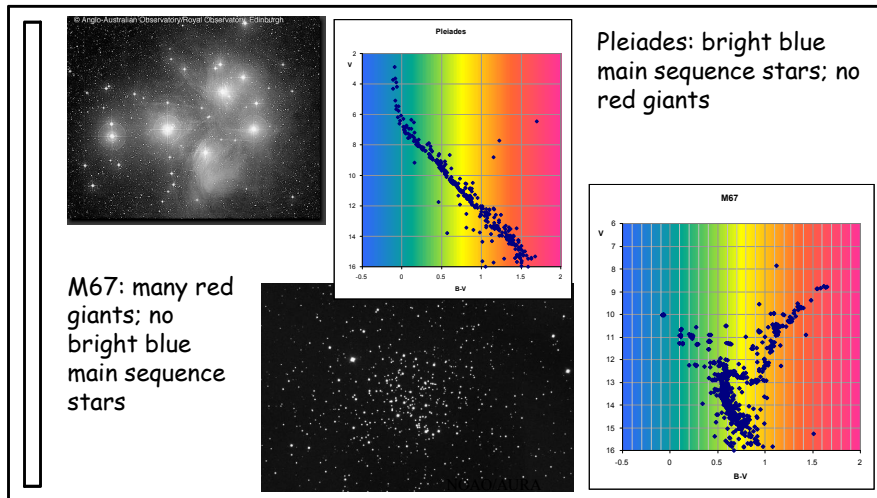 © Anglo-Australian Observatory/Royal Observatory, Edinburgh
Pleiades
V
2
4
6
8
10
12
14
16
-0.5 0 0.5 1 1.5 2
B-V
Pleiades: bright blue
main sequence stars; no
red giants
M67: many red
giants; no
bright blue
main sequence
stars
NOAO AURA
M67
V
6
7
8
9
10
11
12
13
14
15
16
-0.5 0 0.5 1 1.5 2
B-V